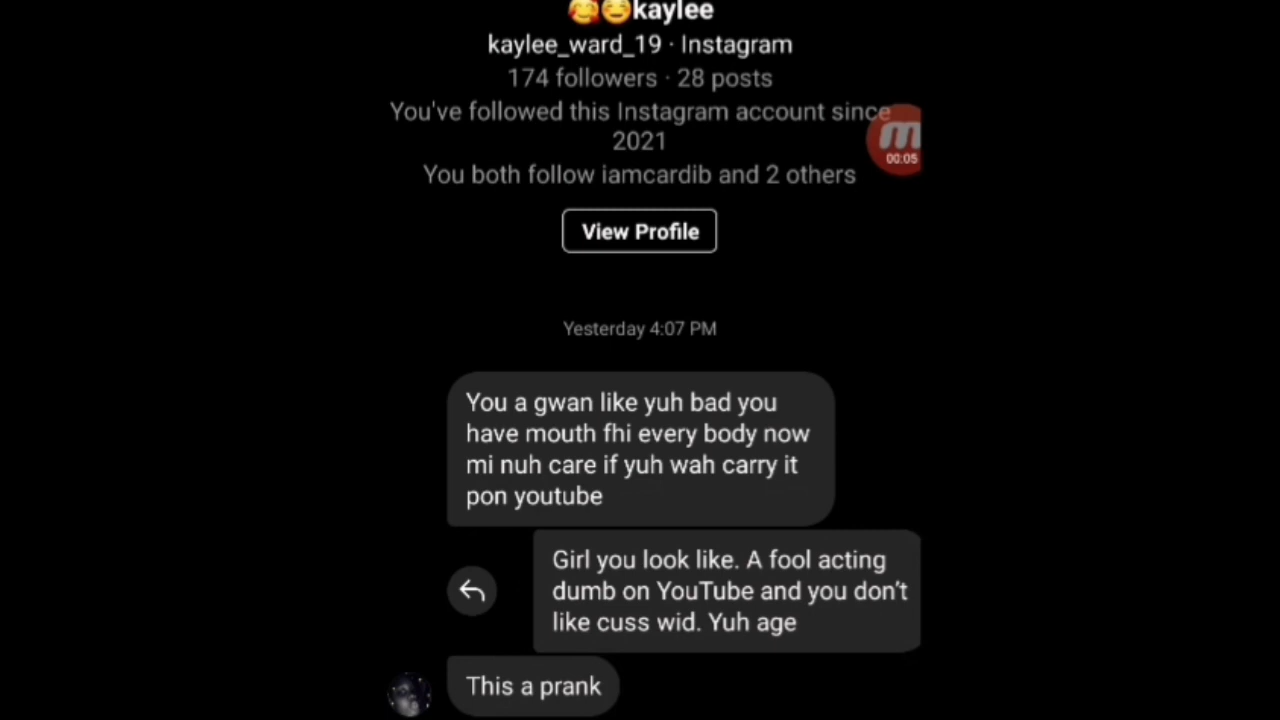 🥰☺️kaylee
kaylee_ward_19 · Instagram
174 followers · 28 posts
You've followed this Instagram account since
2021
You both follow iamcardib and 2 others
m
00:05
View Profile
Yesterday 4:07 PM
You a gwan like yuh bad you
have mouth fhi every body now
mi nuh care if yuh wah carry it
pon youtube
Girl you look like. A fool acting
dumb on YouTube and you don't
like cuss wid. Yuh age
This a prank